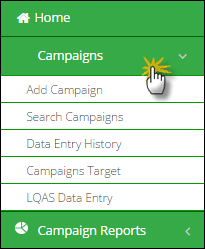 Home
Campaigns
Add Campaign
Search Campaigns
Data Entry History
Campaigns Target
LQAS Data Entry
Campaign Reports